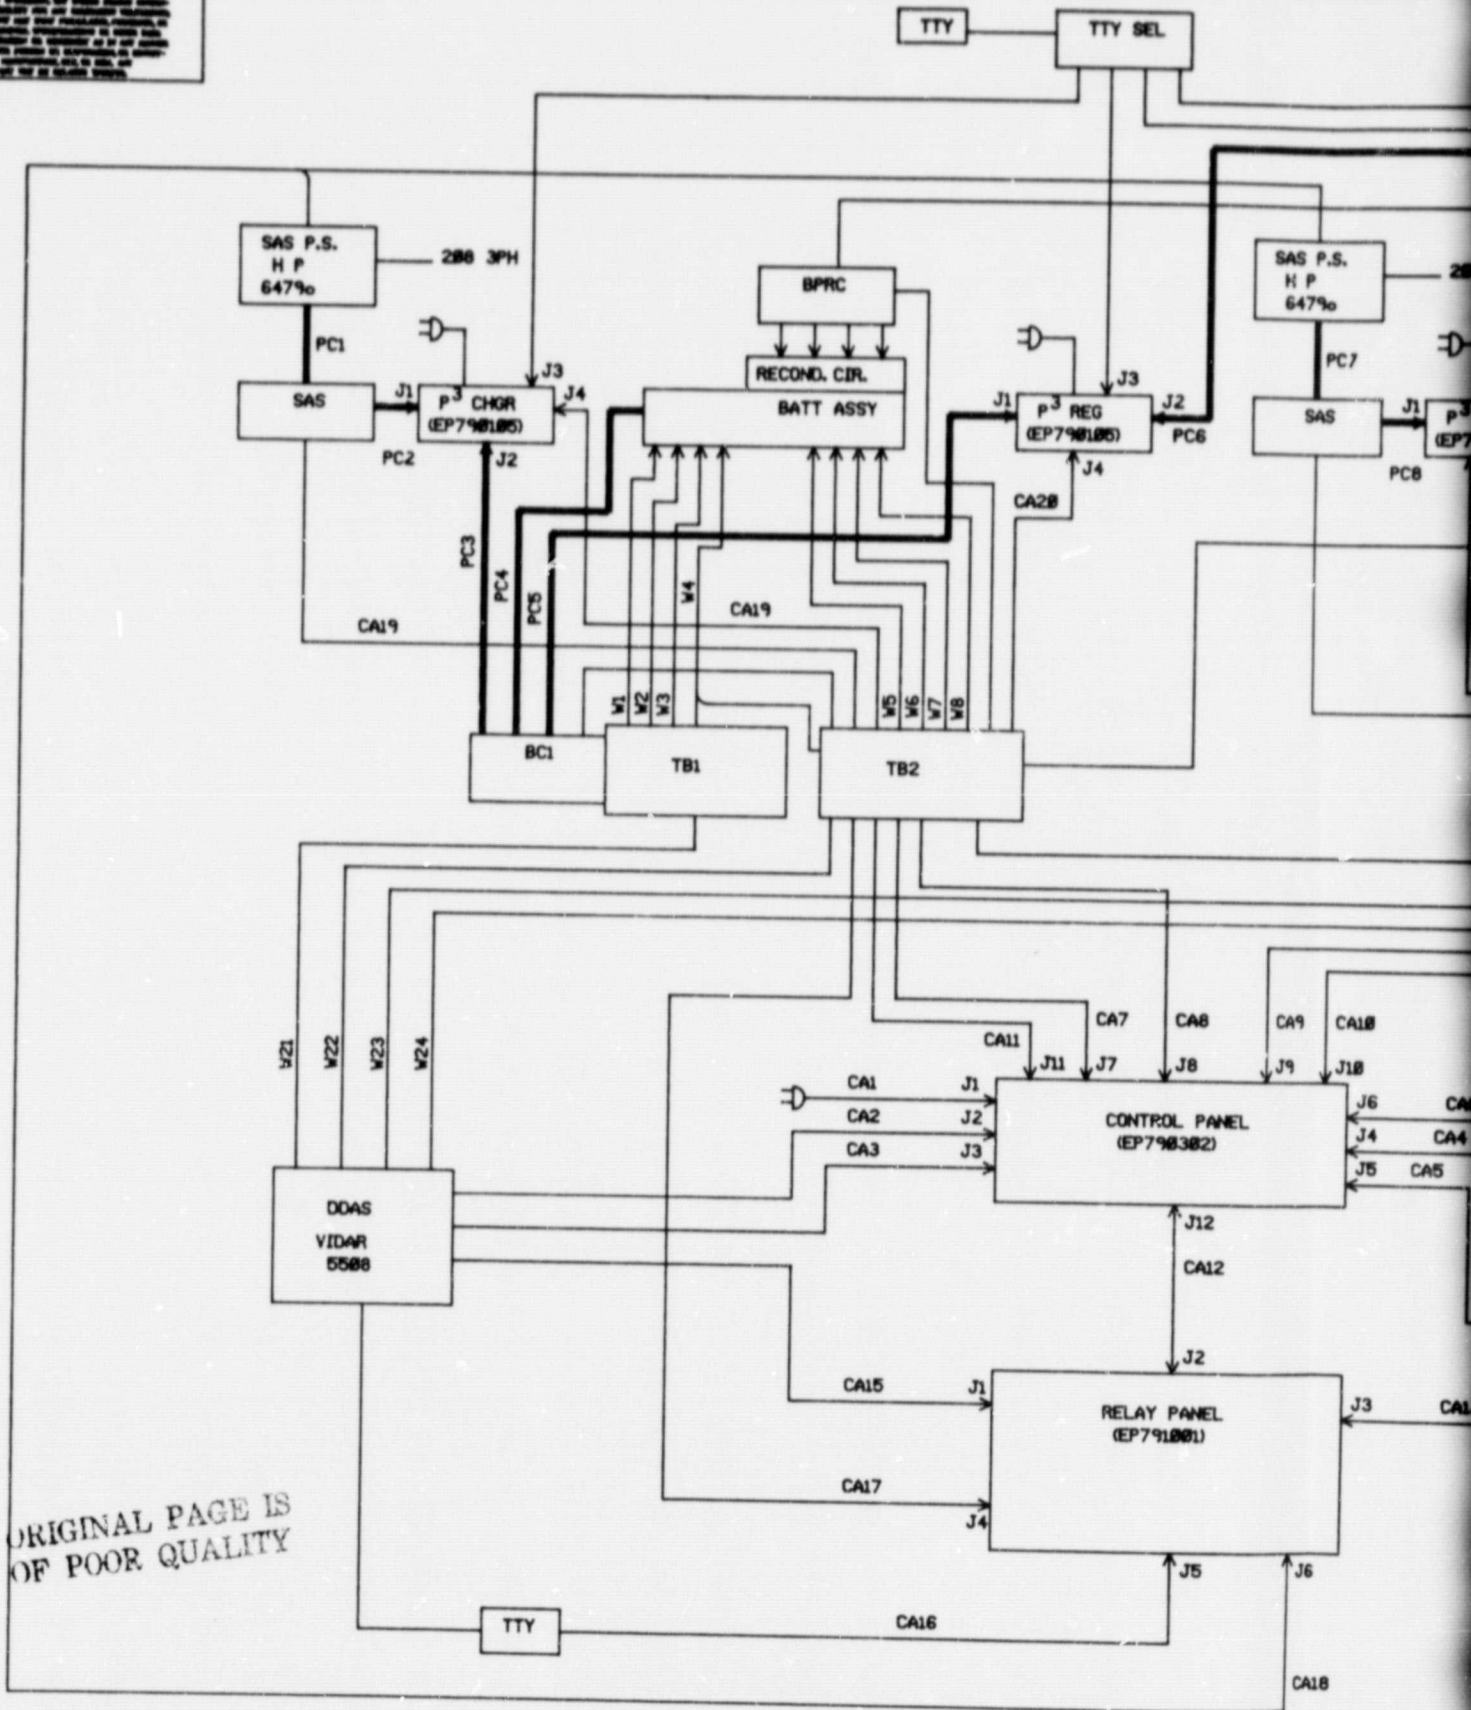 TTY
TTY SEL
SAS P.S.
H P
6479o
208 3PH
PC1
SAS
J1
PC2
P3 CHGR
(EP790105)
J3
J4
J2
BPRC
RECOND. CIR.
BATT ASSY
J1
P3 REG
(EP790105)
J3
J2
PC6
J4
CA20
SAS P.S.
H P
6479o
PC7
SAS
J1
PC8
PC3
PC4
PC5
W4
CA19
CA19
W1
W2
W3
W5
W6
W7
W8
BC1
TB1
TB2
W21
W22
W23
W24
CA11
CA7
CA8
CA9
CA10
J11
J7
J8
J9
J10
CA1
J1
CA2
J2
CA3
J3
CONTROL PANEL
(EP790302)
J6
J4
CA4
J5
CA5
J12
CA12
DDAS
VIDAR
5508
J2
CA15
J1
RELAY PANEL
(EP791001)
J3
CA17
J4
J5
J6
TTY
CA16
CA18
ORIGINAL PAGE IS
OF POOR QUALITY